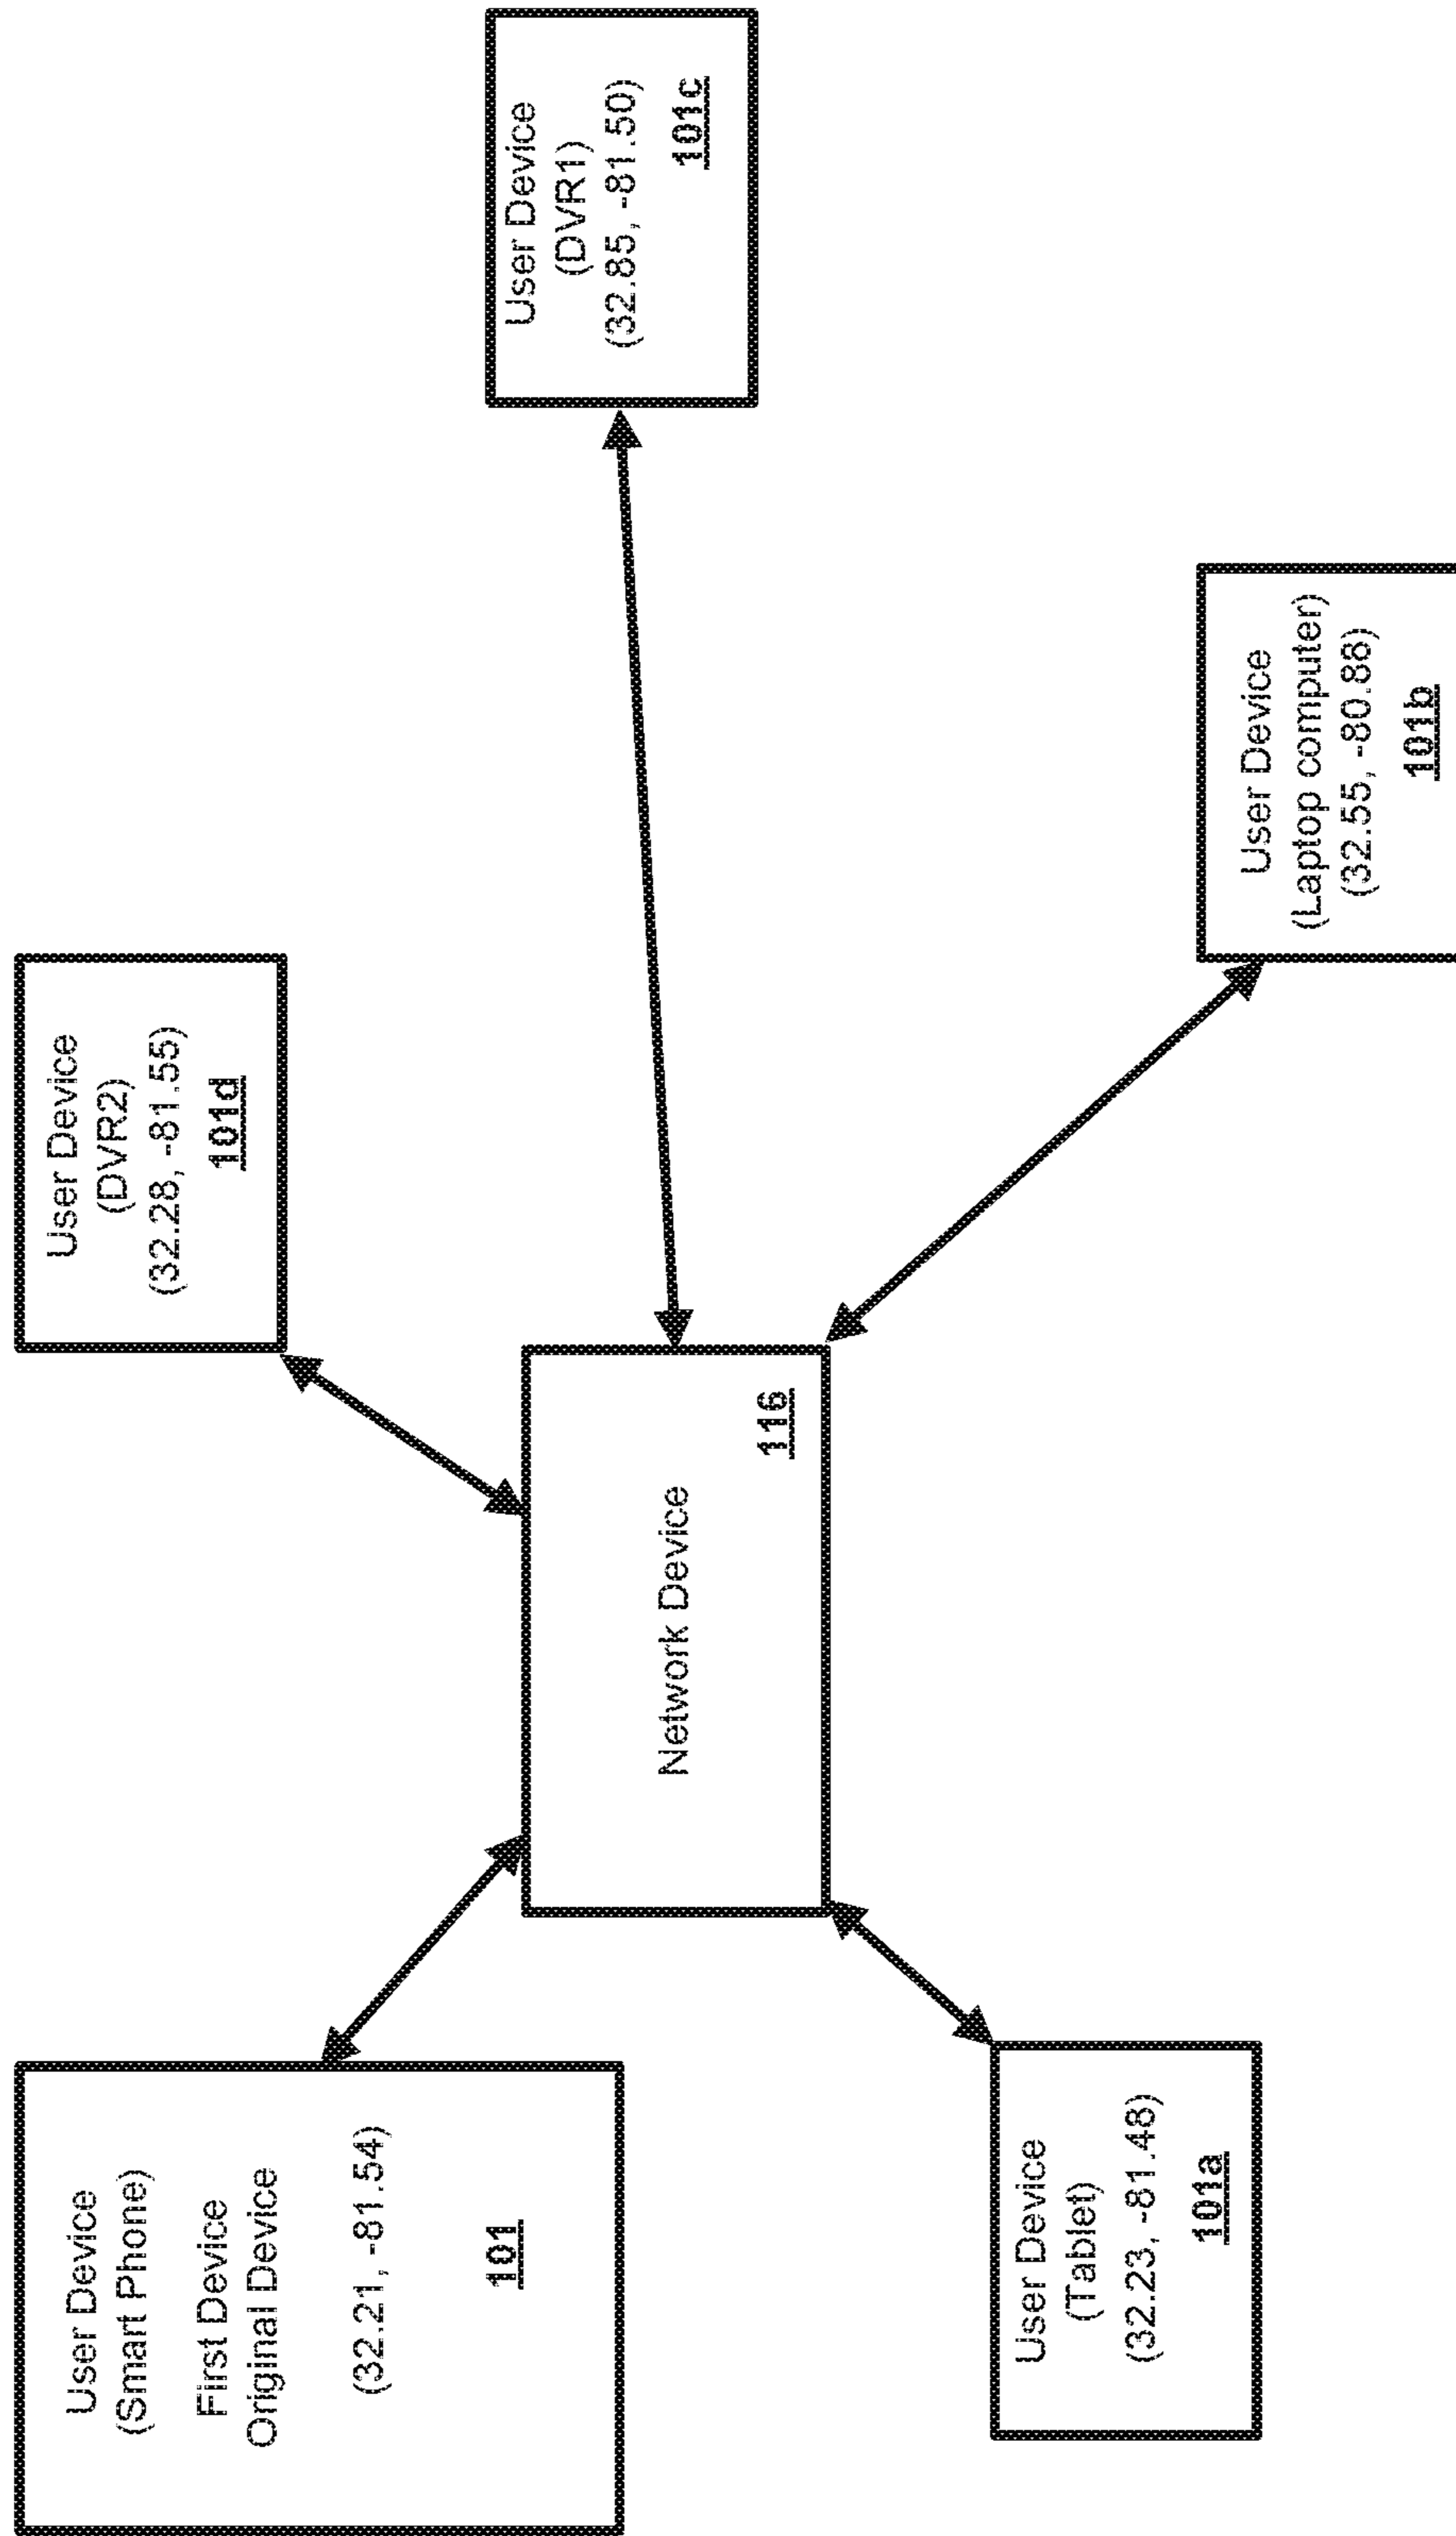 User Device
(Smart Phone)
First Device
Original Device
(32.21, -81.54)
101
User Device
(DVR2)
(32.28, -81.55)
101d
User Device
(DVR1)
(32.85, -81.50)
101c
Network Device
116
User Device
(Tablet)
(32.23, -81.48)
101a
User Device
(Laptop computer)
(32.55, -80.88)
101b